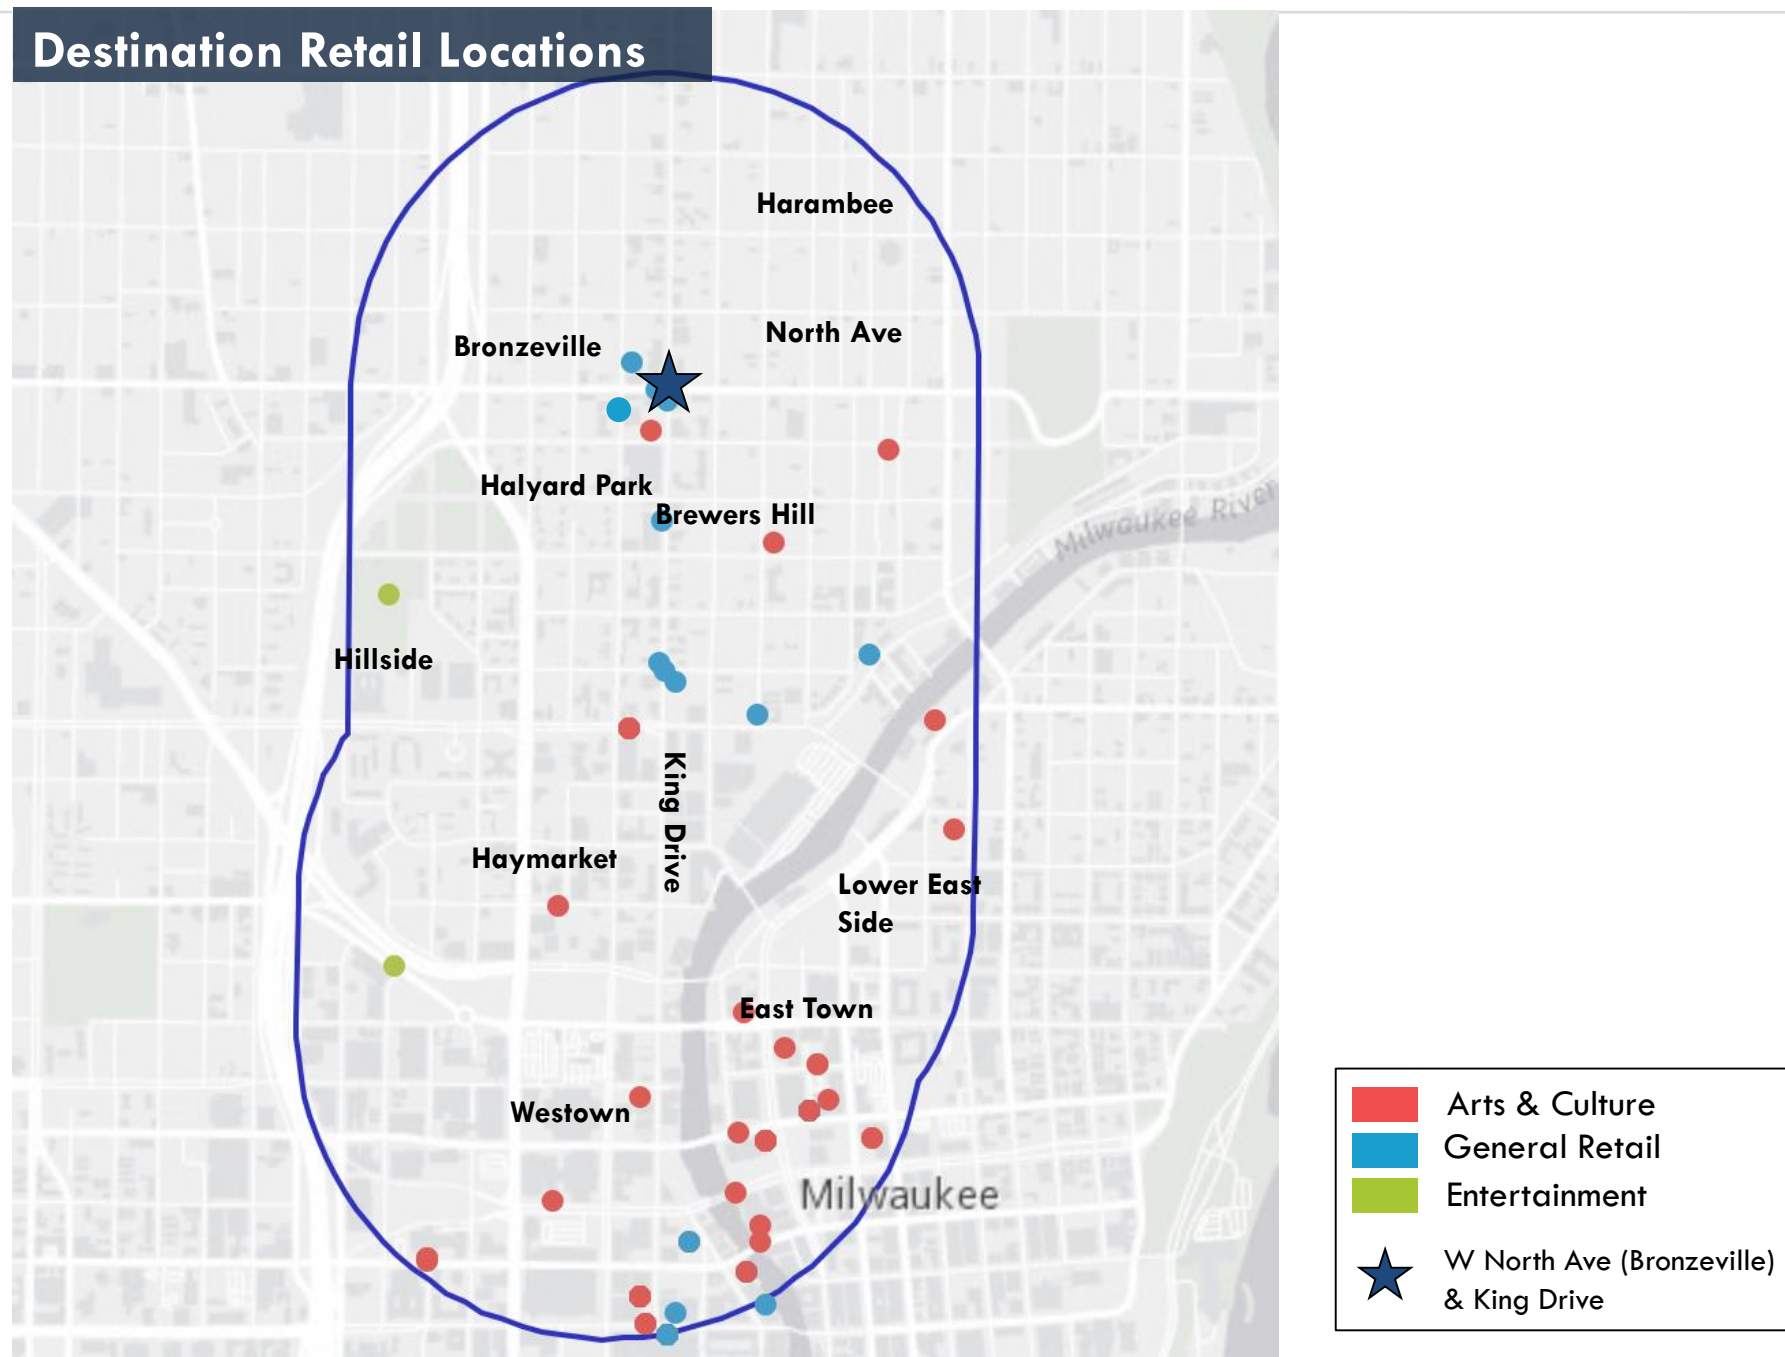 Destination Retail Locations
Harambee
North Ave
Bronzeville
Halyard Park
Brewers Hill
Milwaukee River
Hillside
King Drive
Haymarket
Lower East
Side
East Town
Westown
Milwaukee
Arts & Culture
General Retail
Entertainment
W North Ave (Bronzeville)
& King Drive